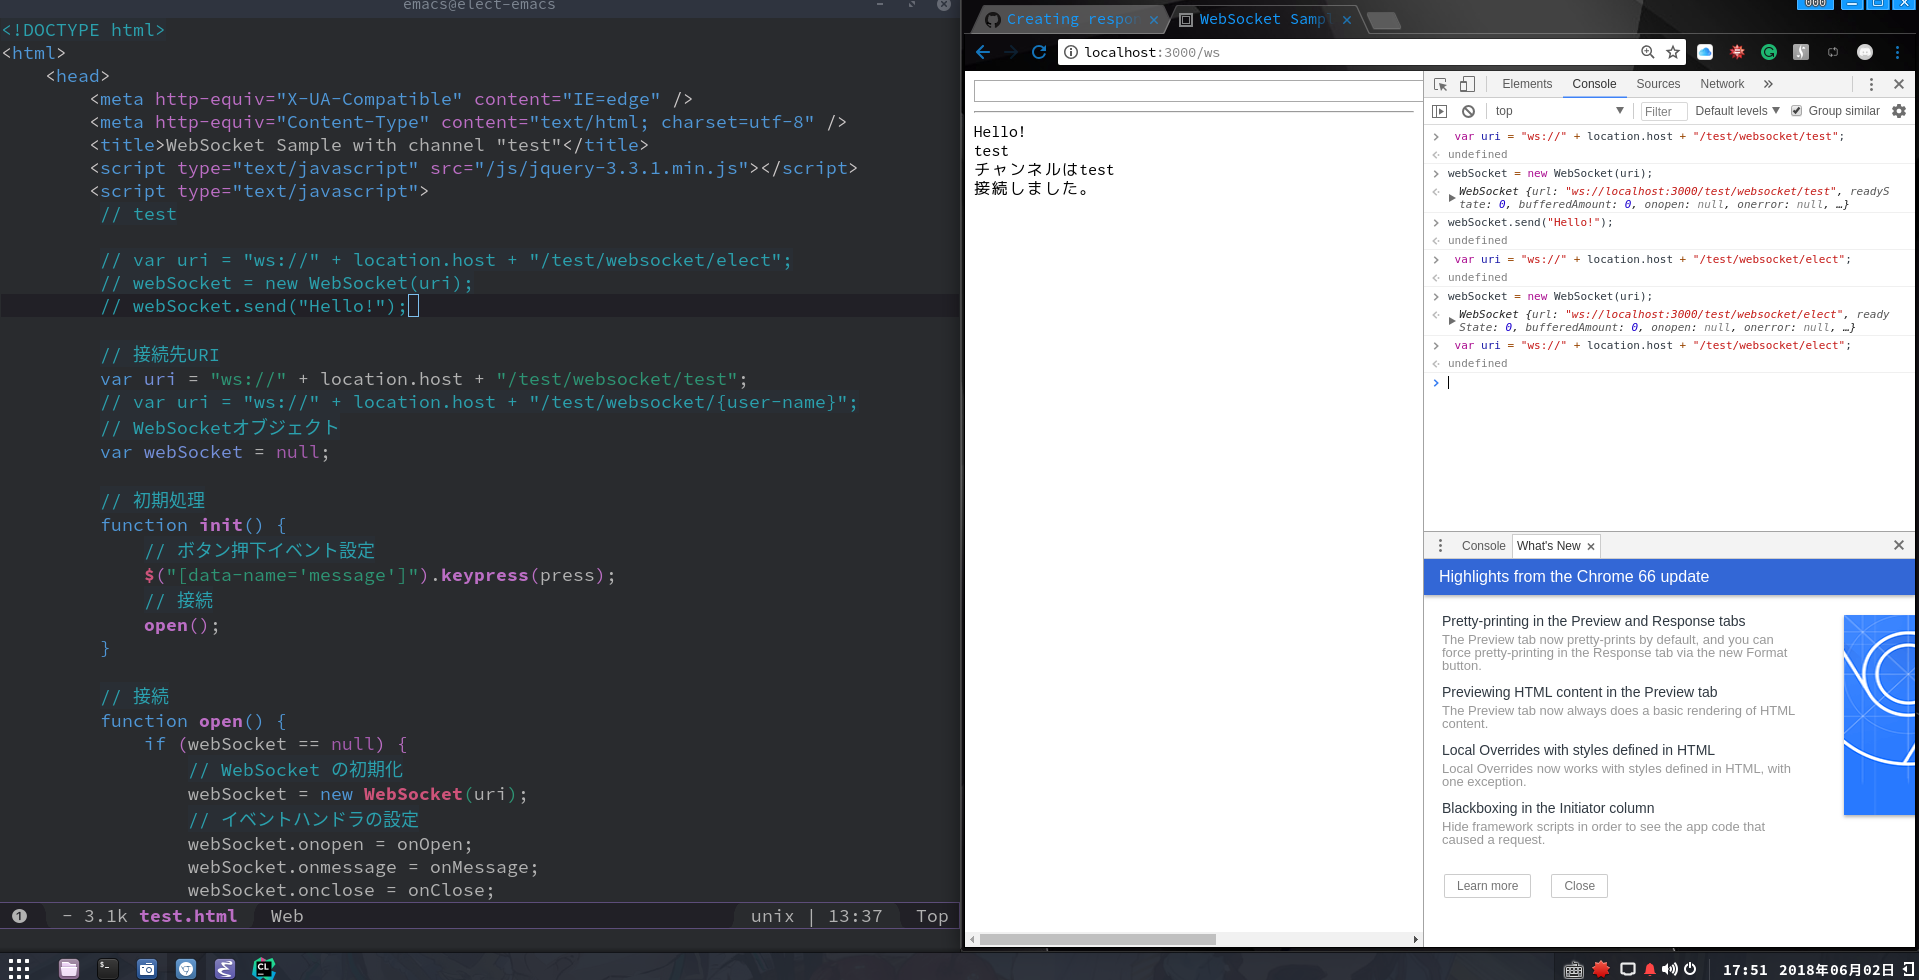 emacs@elect-emacs
<!DOCTYPE html>
<html>
<head>
<meta http-equiv="X-UA-Compatible" content="IE=edge" />
<meta http-equiv="Content-Type" content="text/html; charset=utf-8" />
<title>WebSocket Sample with channel "test"</title>
<script type="text/javascript" src="/js/jquery-3.3.1.min.js"></script>
<script type="text/javascript">
// test
// var uri = "ws://" + location.host + "/test/websocket/elect";
// webSocket = new WebSocket(uri);
// webSocket.send("Hello!");
// 接続先URI
var uri = "ws://" + location.host + "/test/websocket/test";
// var uri = "ws://" + location.host + "/test/websocket/{user-name}";
// WebSocketオブジェクト
var webSocket = null;
// 初期処理
function init() {
// ボタン押下イベント設定
$("[data-name='message']").keypress(press);
// 接続
open();
}
// 接続
function open() {
if (webSocket == null) {
// WebSocket の初期化
webSocket = new WebSocket(uri);
// イベントハンドラの設定
webSocket.onopen = onOpen;
webSocket.onmessage = onMessage;
webSocket.onclose = onClose;
1 - 3.1k test.html Web unix | 13:37 Top
Creating respon × WebSocket Sampl ×
localhost:3000/ws
Hello!
test
チャンネルはtest
接続しました。
Elements Console Sources Network »
top Filter Default levels Group similar
var uri = "ws://" + location.host + "/test/websocket/test";
undefined
webSocket = new WebSocket(uri);
WebSocket {url: "ws://localhost:3000/test/websocket/test", readyS
tate: 0, bufferedAmount: 0, onopen: null, onerror: null, …}
webSocket.send("Hello!");
undefined
var uri = "ws://" + location.host + "/test/websocket/elect";
undefined
webSocket = new WebSocket(uri);
WebSocket {url: "ws://localhost:3000/test/websocket/elect", ready
State: 0, bufferedAmount: 0, onopen: null, onerror: null, …}
var uri = "ws://" + location.host + "/test/websocket/elect";
undefined
Console What's New ×
Highlights from the Chrome 66 update
Pretty-printing in the Preview and Response tabs
The Preview tab now pretty-prints by default, and you can
force pretty-printing in the Response tab via the new Format
button.
Previewing HTML content in the Preview tab
The Preview tab now always does a basic rendering of HTML
content.
Local Overrides with styles defined in HTML
Local Overrides now works with styles defined in HTML, with
one exception.
Blackboxing in the Initiator column
Hide framework scripts in order to see the app code that
caused a request.
Learn more Close
CL
17:51 2018年06月02日